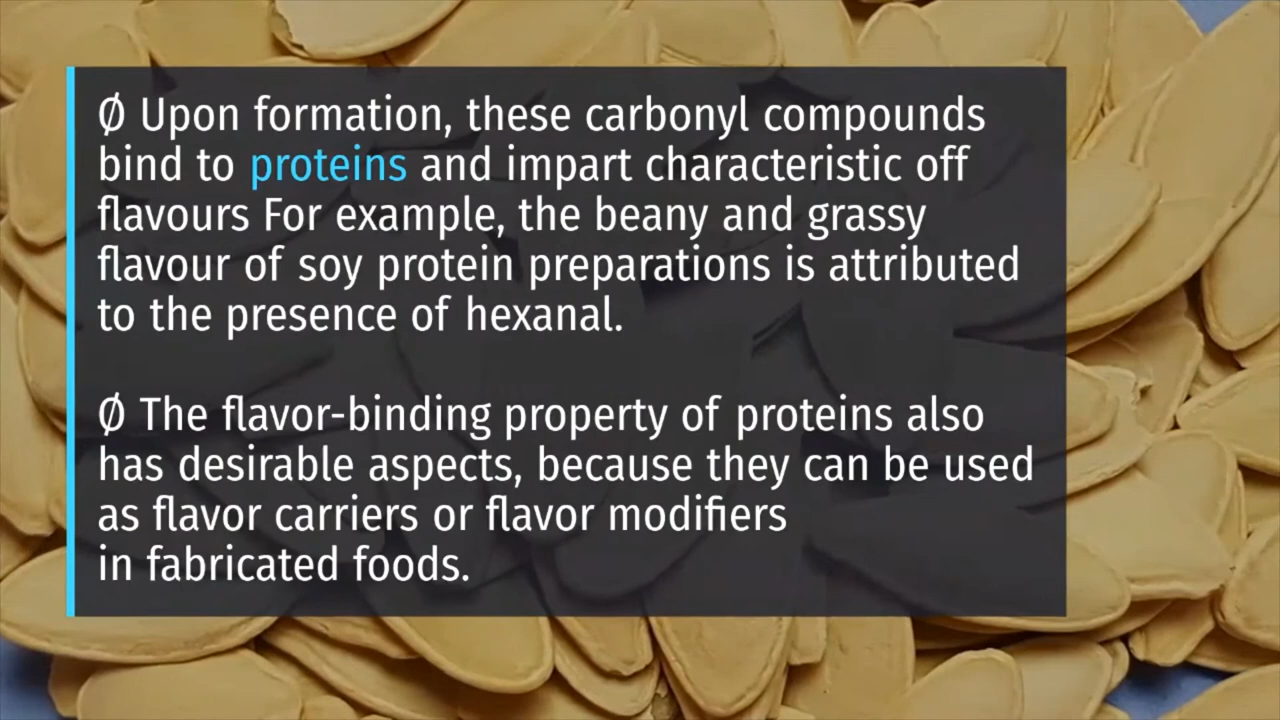 Ø Upon formation, these carbonyl compounds
bind to proteins and impart characteristic off
flavours For example, the beany and grassy
flavour of soy protein preparations is attributed
to the presence of hexanal.
Ø The flavor-binding property of proteins also
has desirable aspects, because they can be used
as flavor carriers or flavor modifiers
in fabricated foods.